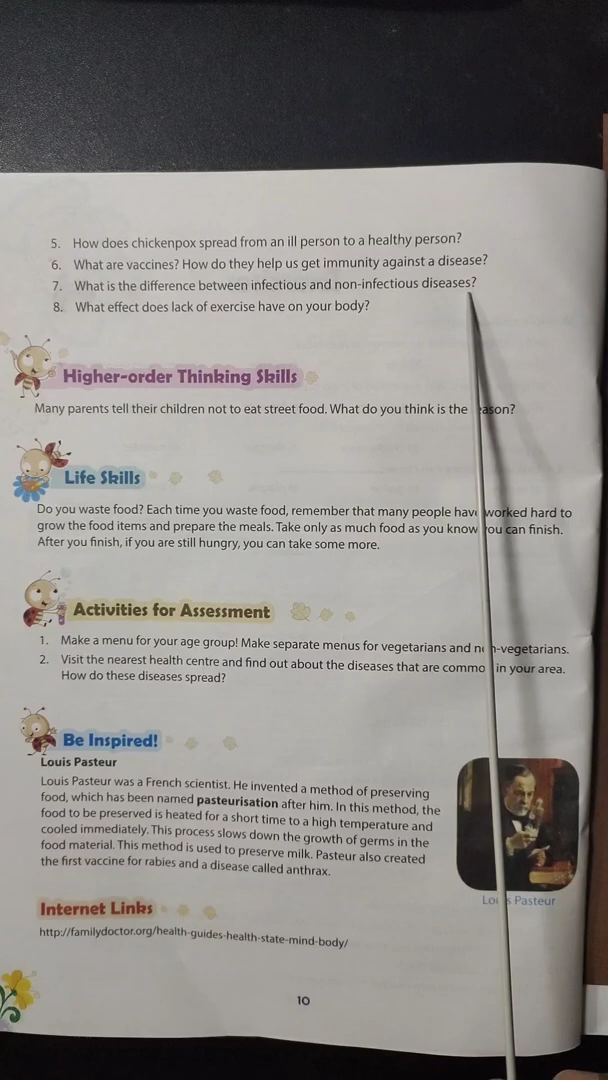 5. How does chickenpox spread from an ill person to a healthy person?
6. What are vaccines? How do they help us get immunity against a disease?
7. What is the difference between infectious and non-infectious diseases?
8. What effect does lack of exercise have on your body?
Higher-order Thinking Skills
Many parents tell their children not to eat street food. What do you think is the reason?
Life Skills
Do you waste food? Each time you waste food, remember that many people have worked hard to
grow the food items and prepare the meals. Take only as much food as you know you can finish.
After you finish, if you are still hungry, you can take some more.
Activities for Assessment
1. Make a menu for your age group! Make separate menus for vegetarians and non-vegetarians.
2. Visit the nearest health centre and find out about the diseases that are common in your area.
How do these diseases spread?
Be Inspired!
Louis Pasteur
Louis Pasteur was a French scientist. He invented a method of preserving
food, which has been named pasteurisation after him. In this method, the
food to be preserved is heated for a short time to a high temperature and
cooled immediately. This process slows down the growth of germs in the
food material. This method is used to preserve milk. Pasteur also created
the first vaccine for rabies and a disease called anthrax.
Louis Pasteur
Internet Links
http://familydoctor.org/health-guides-health-state-mind-body/
10